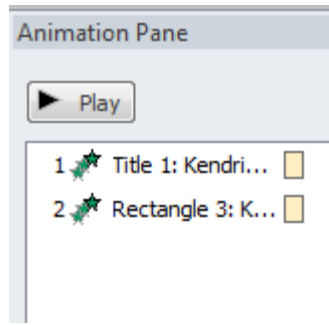 Animation Pane
Play
1 Title 1: Kendri...
2 Rectangle 3: K...